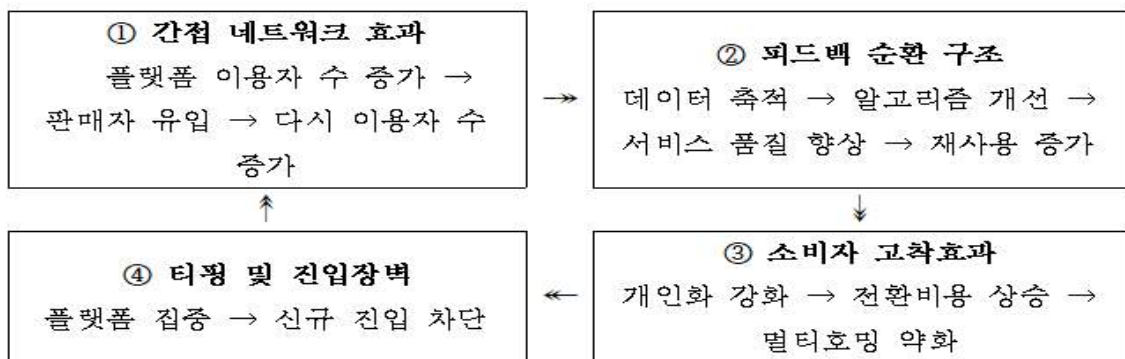 ① 간접 네트워크 효과
플랫폼 이용자 수 증가 →
판매자 유입 → 다시 이용자 수
증가
↠
② 피드백 순환 구조
데이터 축적 → 알고리즘 개선 →
서비스 품질 향상 → 재사용 증가
↟
↡
④ 티핑 및 진입장벽
플랫폼 집중 → 신규 진입 차단
↞
③ 소비자 고착효과
개인화 강화 → 전환비용 상승 →
멀티호밍 약화